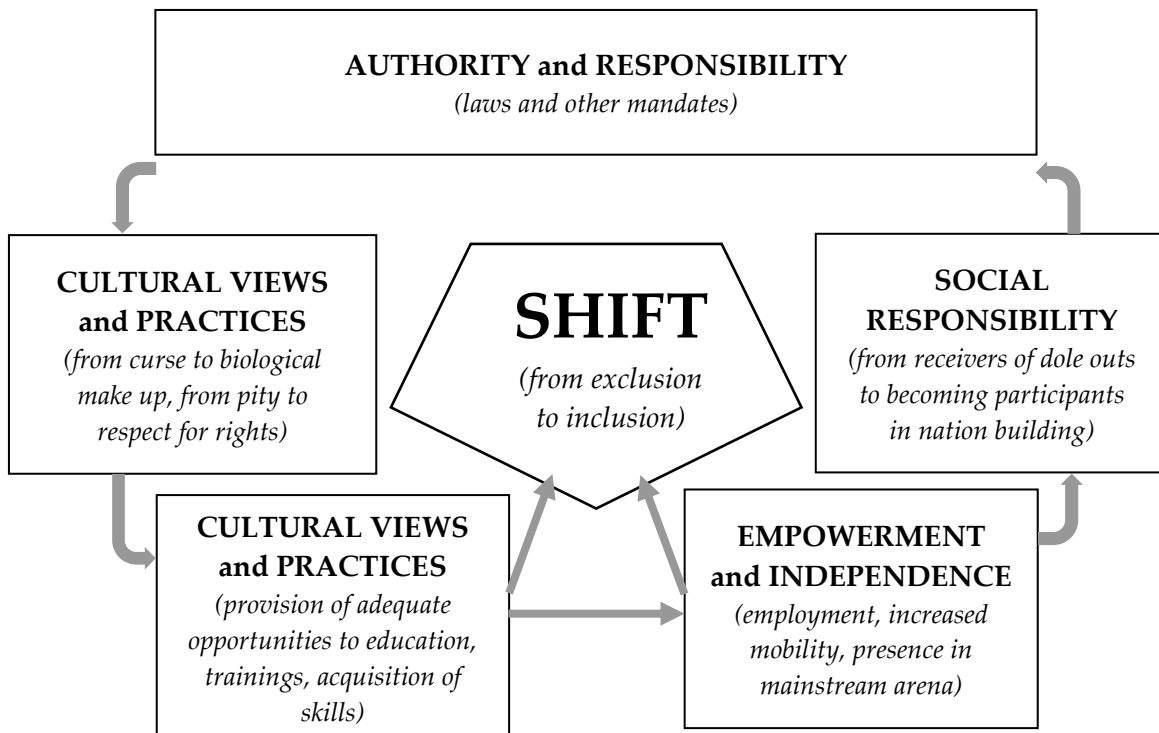 AUTHORITY and RESPONSIBILITY
(laws and other mandates)
CULTURAL VIEWS
and PRACTICES
(from curse to biological
make up, from pity to
respect for rights)
SHIFT
(from exclusion
to inclusion)
SOCIAL
RESPONSIBILITY
(from receivers of dole outs
to becoming participants
in nation building)
CULTURAL VIEWS
and PRACTICES
(provision of adequate
opportunities to education,
trainings, acquisition of
skills)
EMPOWERMENT
and INDEPENDENCE
(employment, increased
mobility, presence in
mainstream arena)